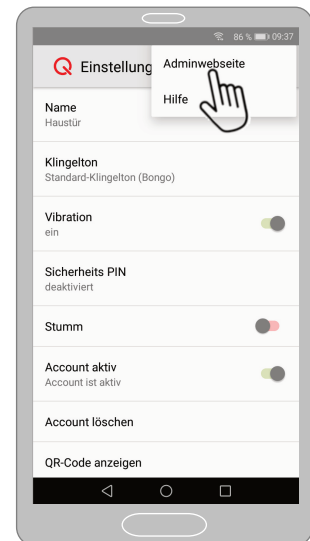 86 % 09:37
Einstellung
Adminwebseite
Hilfe
Name
Haustür
Klingelton
Standard-Klingelton (Bongo)
Vibration
ein
Sicherheits PIN
deaktiviert
Stumm
Account aktiv
Account ist aktiv
Account löschen
QR-Code anzeigen